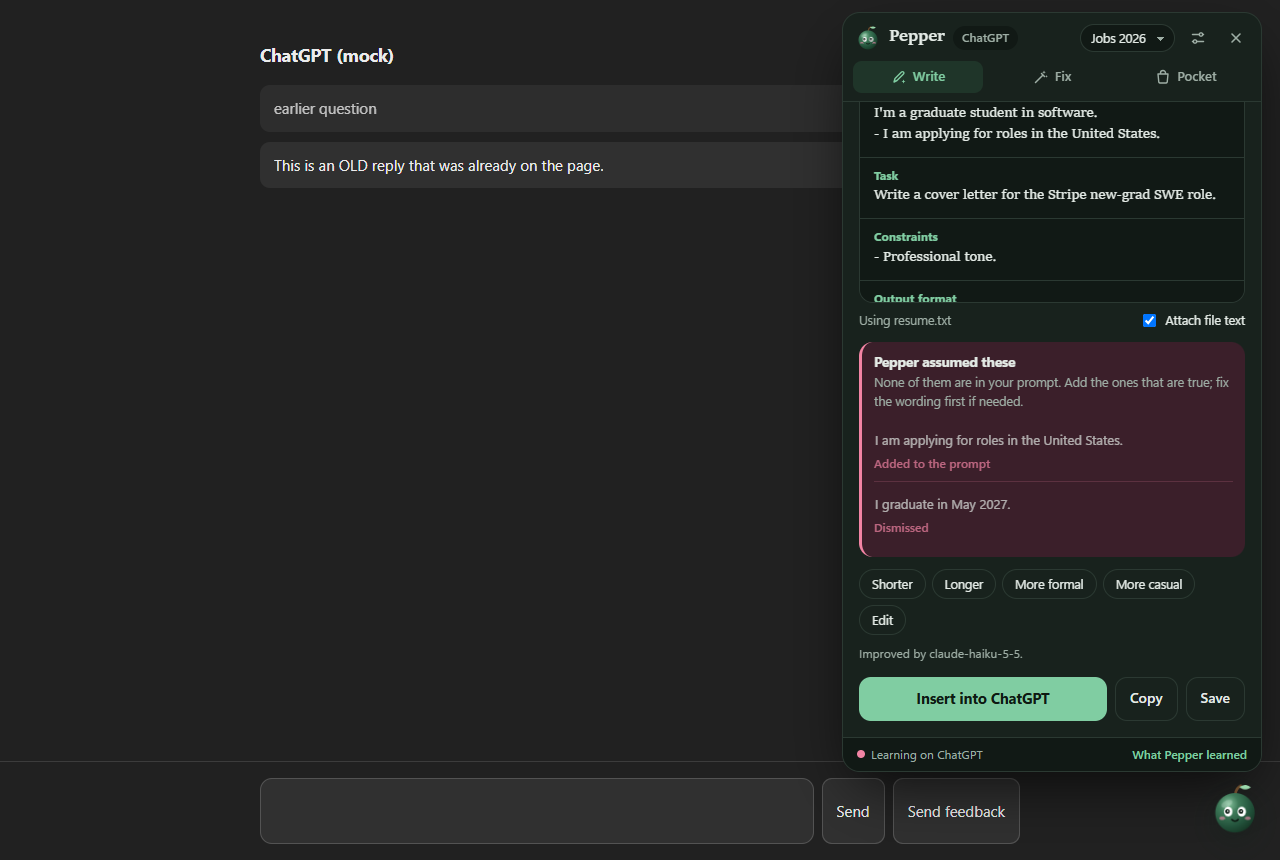 ChatGPT (mock)
earlier question
This is an OLD reply that was already on the page.
Send
Send feedback
Pepper
ChatGPT
Jobs 2026
Write
Fix
Pocket
I'm a graduate student in software.
- I am applying for roles in the United States.
Task
Write a cover letter for the Stripe new-grad SWE role.
Constraints
- Professional tone.
Output format
Using resume.txt
Attach file text
Pepper assumed these
None of them are in your prompt. Add the ones that are true; fix
the wording first if needed.
I am applying for roles in the United States.
Added to the prompt
I graduate in May 2027.
Dismissed
Shorter
Longer
More formal
More casual
Edit
Improved by claude-haiku-5-5.
Insert into ChatGPT
Copy
Save
Learning on ChatGPT
What Pepper learned